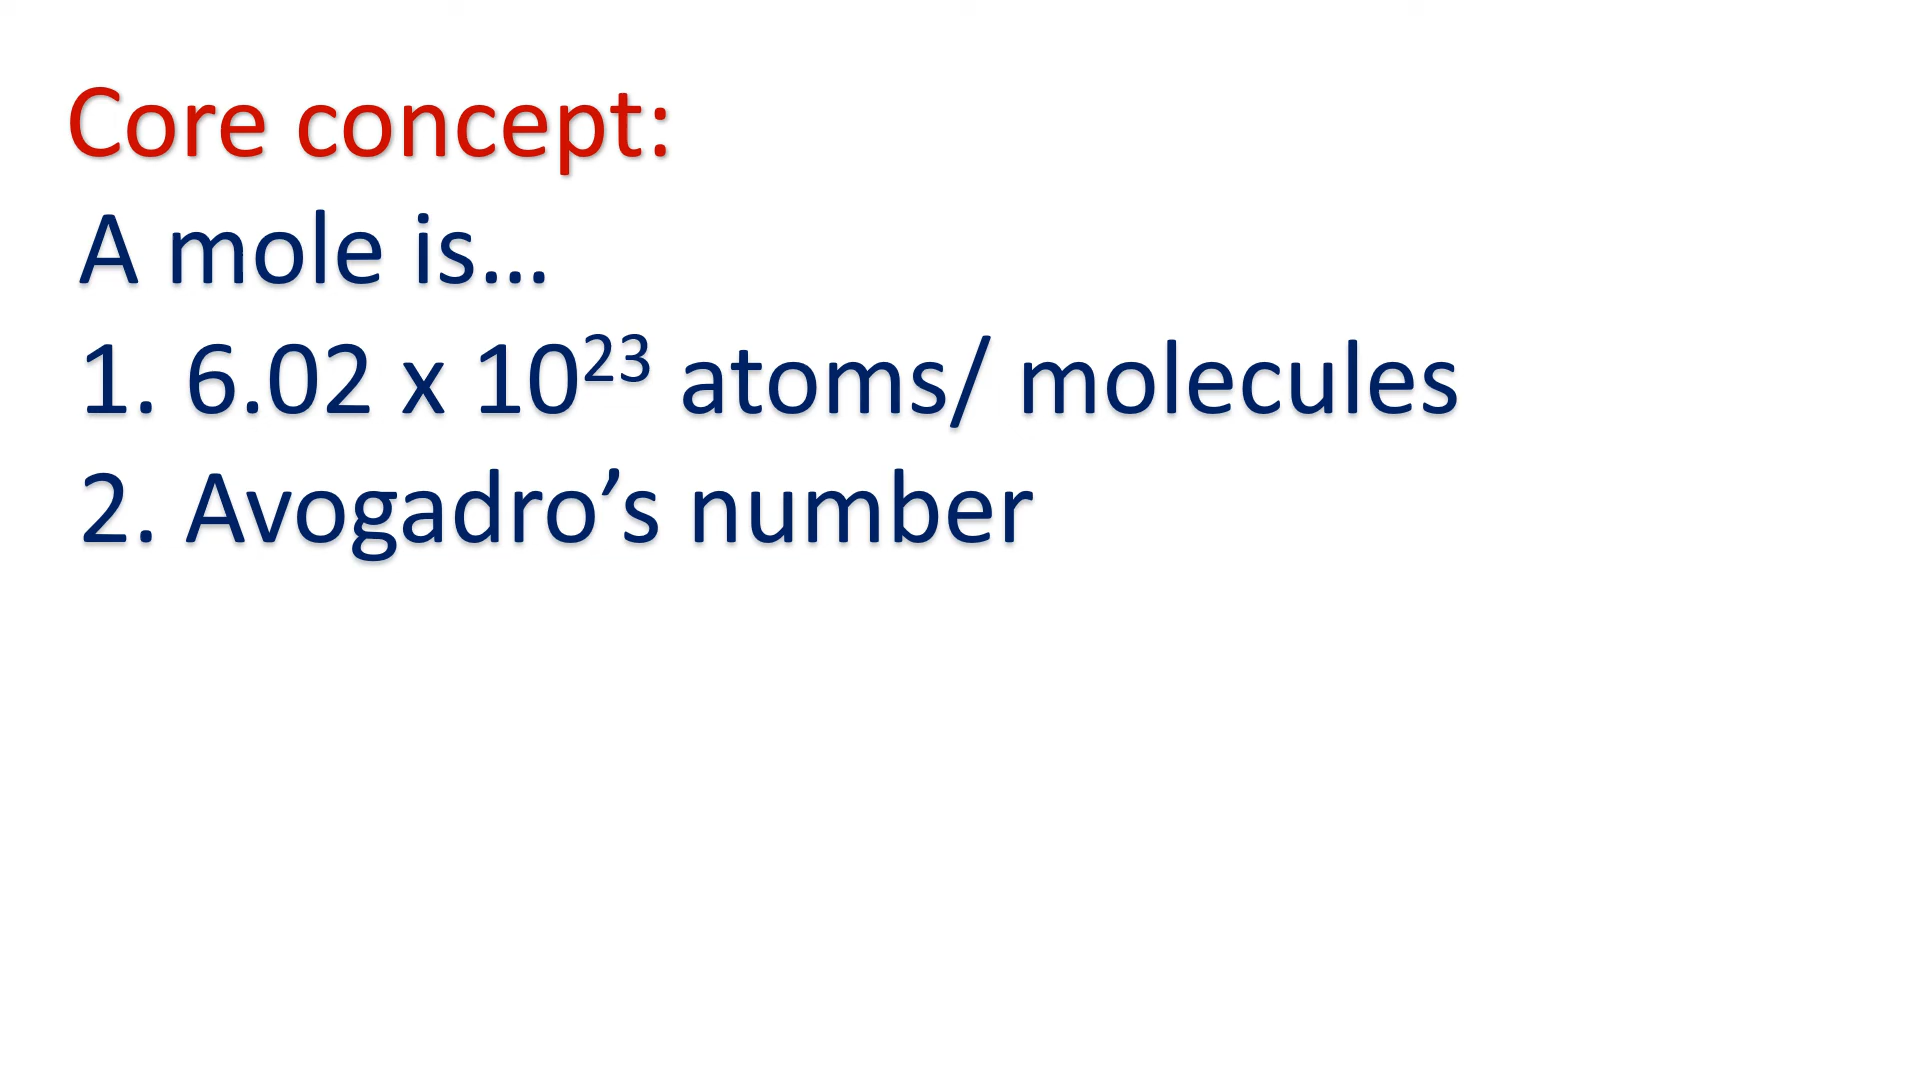 Core concept:
A mole is...
1. 6.02 x 10²³ atoms/ molecules
2. Avogadro’s number